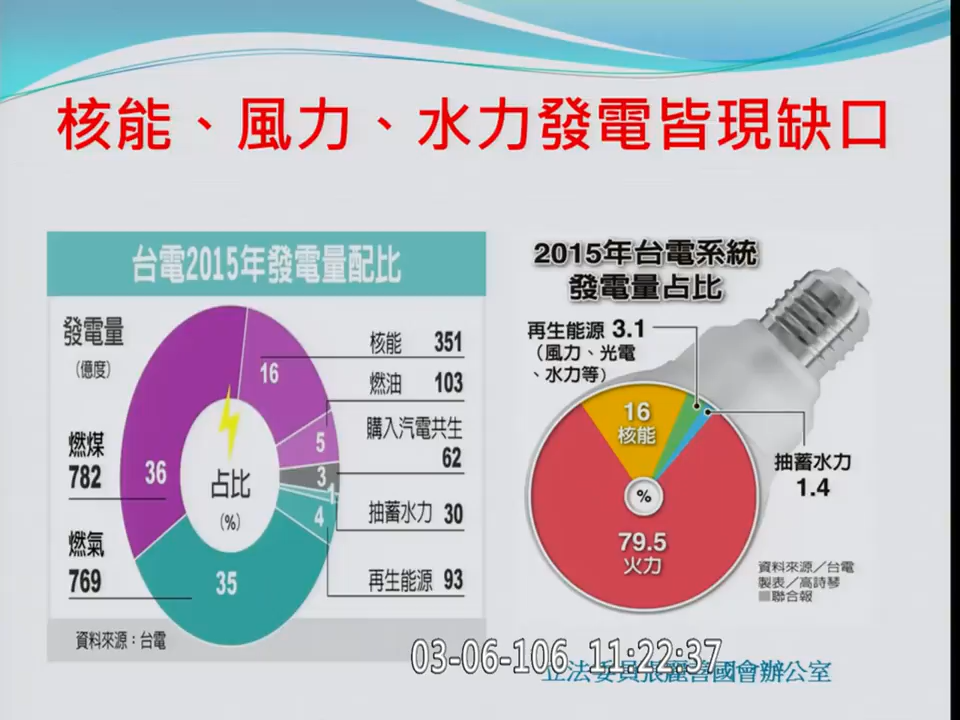 核能、風力、水力發電皆現缺口
台電2015年發電量配比
發電量
(億度)
核能 351
燃油 103
購入汽電共生
62
抽蓄水力 30
再生能源 93
燃煤
782
燃氣
769
16
5
3
1
4
35
36
占比
(%)
資料來源：台電
2015年台電系統
發電量占比
再生能源 3.1
（風力、光電
、水力等）
16
核能
抽蓄水力
1.4
%
79.5
火力
資料來源／台電
製表／高詩琴
■聯合報
03-06-106 11:22:37
立法委員張麗善國會辦公室